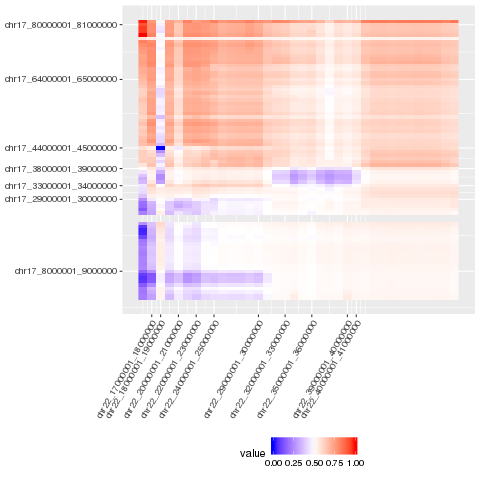 chr17_80000001_81000000
chr17_64000001_65000000
chr17_44000001_45000000
chr17_38000001_39000000
chr17_33000001_34000000
chr17_29000001_30000000
chr17_8000001_9000000
chr22_17000001_18000000
chr22_18000001_19000000
chr22_20000001_21000000
chr22_22000001_23000000
chr22_24000001_25000000
chr22_29000001_30000000
chr22_32000001_33000000
chr22_35000001_36000000
chr22_39000001_40000000
chr22_40000001_41000000
value
0.00 0.25 0.50 0.75 1.00